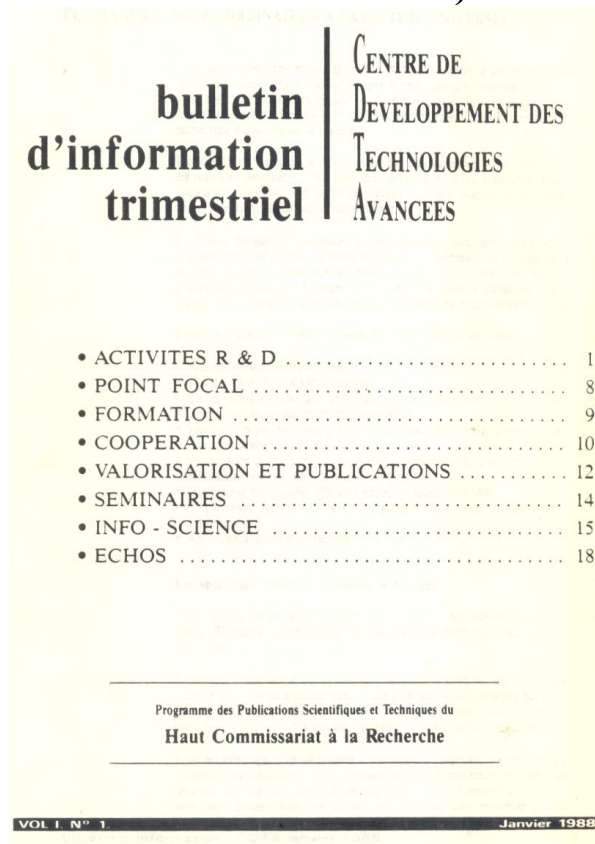 bulletin
d'information
trimestriel
CENTRE DE
DEVELOPPEMENT DES
TECHNOLOGIES
AVANCEES
• ACTIVITES R & D ............................ 1
• POINT FOCAL ................................ 8
• FORMATION ................................. 9
• COOPERATION ............................... 10
• VALORISATION ET PUBLICATIONS ........... 12
• SEMINAIRES ................................ 14
• INFO - SCIENCE .............................. 15
• ECHOS ...................................... 18
Programme des Publications Scientifiques et Techniques du
Haut Commissariat à la Recherche
VOL I. N° 1. Janvier 1988